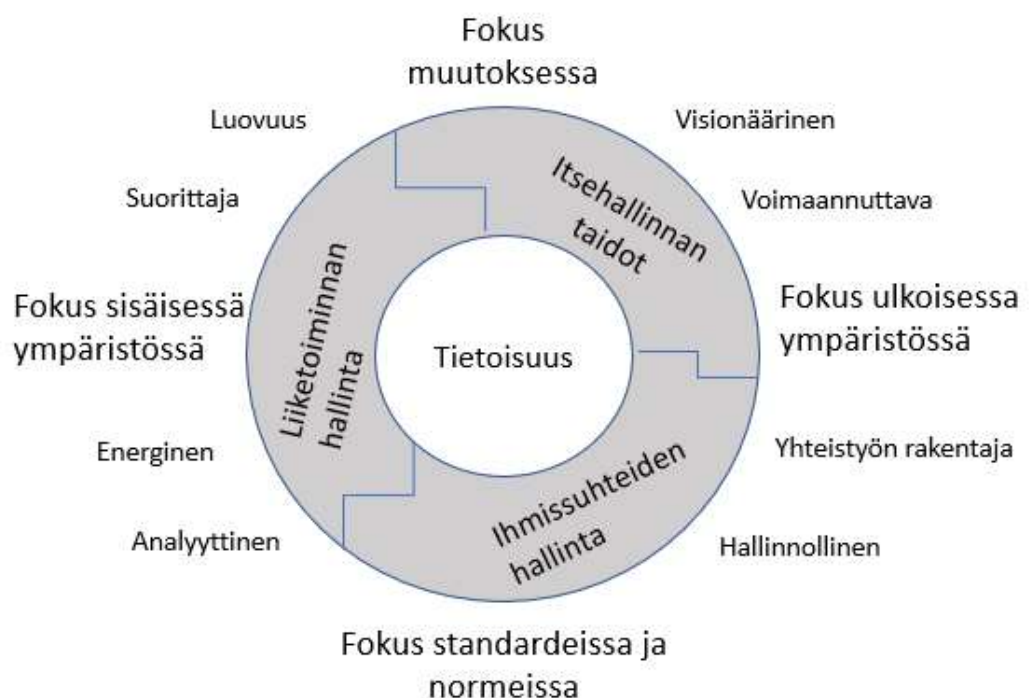 Fokus
muutoksessa
Luovuus
Visionäärinen
Suorittaja
Itsehallinnan
taidot
Voimaannuttava
Fokus sisäisessä
ympäristössä
Liiketoiminnan
hallinta
Tietoisuus
Fokus ulkoisessa
ympäristössä
Energinen
Yhteistyön rakentaja
Analyyttinen
Ihmissuhteiden
hallinta
Hallinnollinen
Fokus standardeissa ja
normeissa